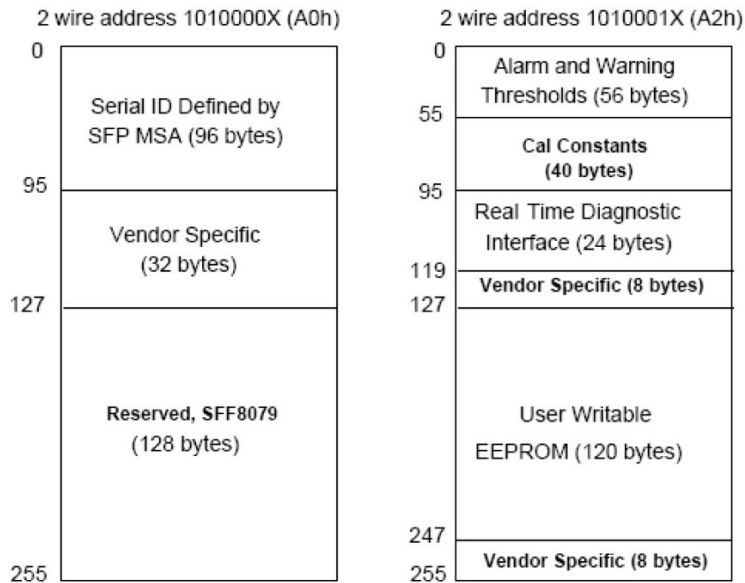 2 wire address 1010000X (A0h)
0
Serial ID Defined by
SFP MSA (96 bytes)
95
Vendor Specific
(32 bytes)
127
Reserved, SFF8079
(128 bytes)
255
2 wire address 1010001X (A2h)
0
Alarm and Warning
Thresholds (56 bytes)
55
Cal Constants
(40 bytes)
95
Real Time Diagnostic
Interface (24 bytes)
119
Vendor Specific (8 bytes)
127
User Writable
EEPROM (120 bytes)
247
Vendor Specific (8 bytes)
255